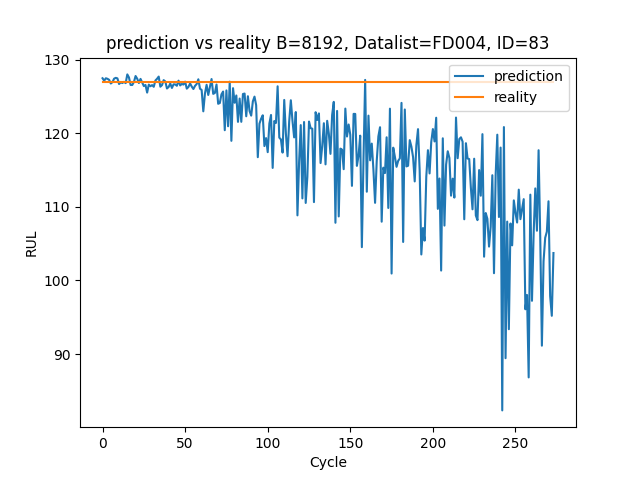 prediction vs reality B=8192, Datalist=FD004, ID=83
prediction
reality
RUL
130
120
110
100
90
0 50 100 150 200 250
Cycle